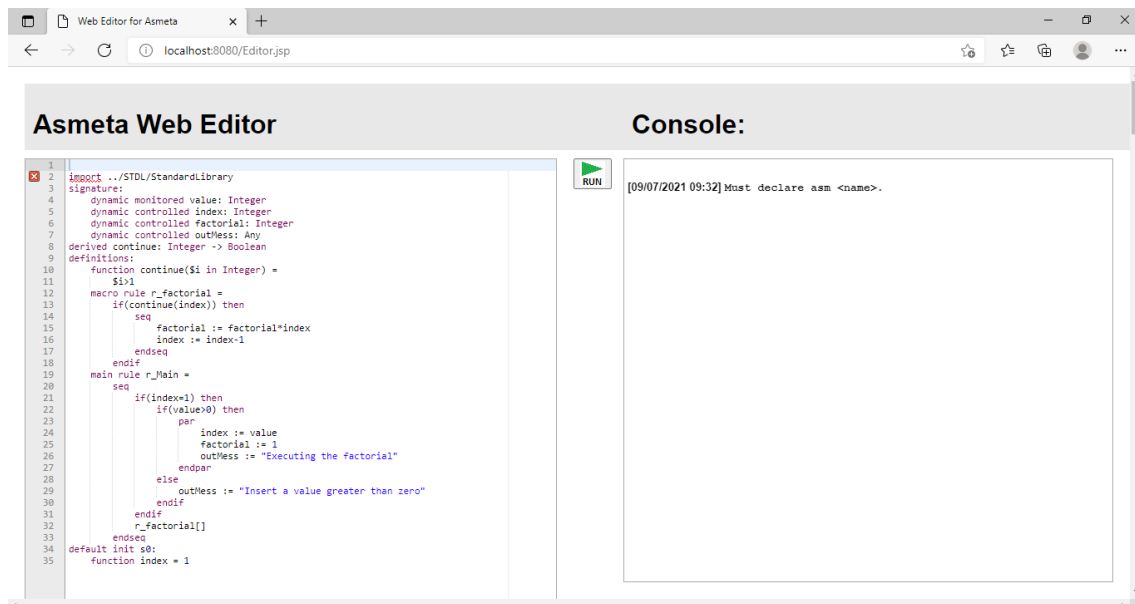 Web Editor for Asmeta
localhost:8080/Editor.jsp
Asmeta Web Editor
Console:
RUN
[09/07/2021 09:32] Must declare asm <name>.
1
2 import ../STDL/StandardLibrary
3 signature:
4 dynamic monitored value: Integer
5 dynamic controlled index: Integer
6 dynamic controlled factorial: Integer
7 dynamic controlled outMess: Any
8 derived continue: Integer -> Boolean
9 definitions:
10 function continue($i in Integer) =
11 $i>1
12 macro rule r_factorial =
13 if(continue(index)) then
14 seq
15 factorial := factorial*index
16 index := index-1
17 endseq
18 endif
19 main rule r_Main =
20 seq
21 if(index=1) then
22 if(value>0) then
23 par
24 index := value
25 factorial := 1
26 outMess := "Executing the factorial"
27 endpar
28 else
29 outMess := "Insert a value greater than zero"
30 endif
31 endif
32 r_factorial[]
33 endseq
34 default init s0:
35 function index = 1